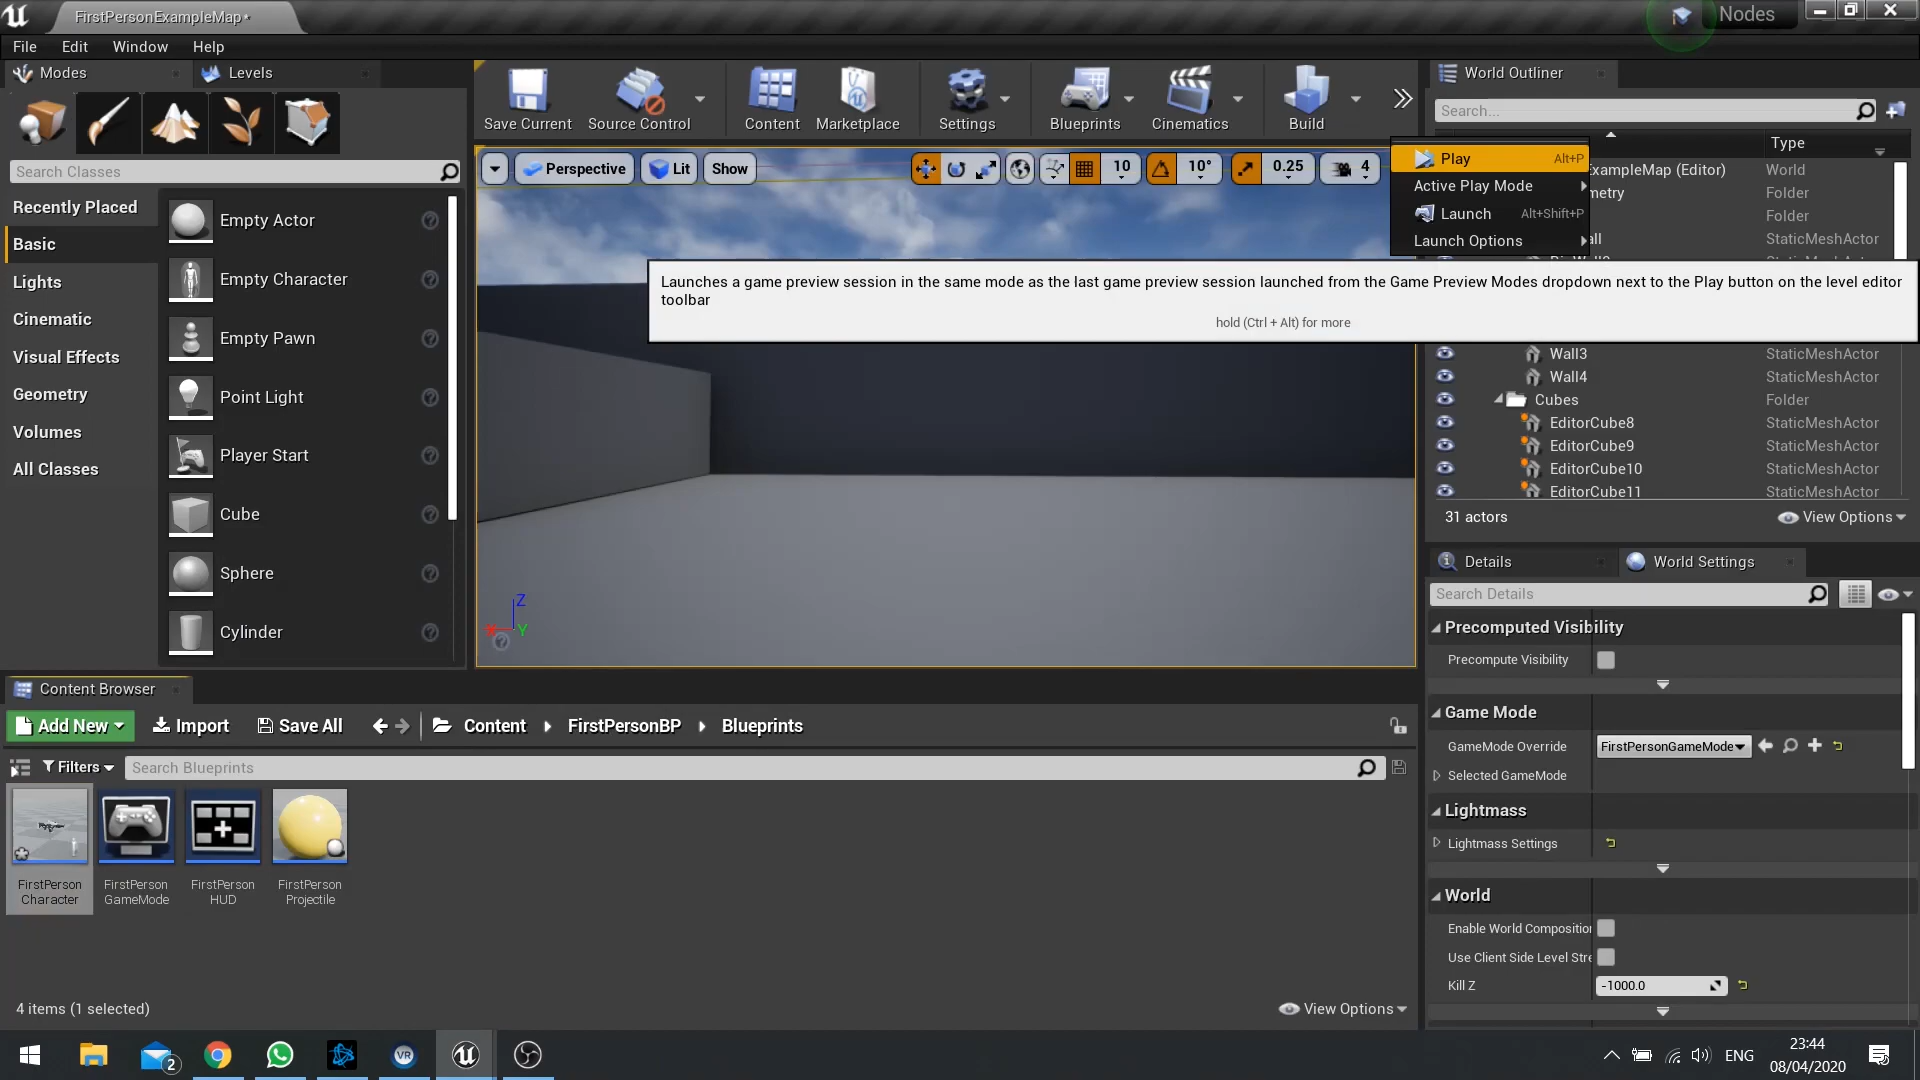 FirstPersonExampleMap•
Nodes
File Edit Window Help
Modes
Levels
Search Classes
Recently Placed
Basic
Lights
Cinematic
Visual Effects
Geometry
Volumes
All Classes
Empty Actor
Empty Character
Empty Pawn
Point Light
Player Start
Cube
Sphere
Cylinder
Save Current
Source Control
Content
Marketplace
Settings
Blueprints
Cinematics
Build
Perspective
Lit
Show
10
10°
0.25
4
X
Y
Z
Play Alt+P
Active Play Mode
Launch Alt+Shift+P
Launch Options
Launches a game preview session in the same mode as the last game preview session launched from the Game Preview Modes dropdown next to the Play button on the level editor
toolbar
hold (Ctrl + Alt) for more
World Outliner
Search...
Type
ExampleMap (Editor) World
Folder
Folder
StaticMeshActor
Wall3 StaticMeshActor
Wall4 StaticMeshActor
Cubes Folder
EditorCube8 StaticMeshActor
EditorCube9 StaticMeshActor
EditorCube10 StaticMeshActor
EditorCube11 StaticMeshActor
31 actors
View Options
Details
World Settings
Search Details
Precomputed Visibility
Precompute Visibility
Game Mode
GameMode Override FirstPersonGameMode
Selected GameMode
Lightmass
Lightmass Settings
World
Enable World Composition
Use Client Side Level Stre
Kill Z -1000.0
Content Browser
Add New
Import
Save All
Content
FirstPersonBP
Blueprints
Filters
Search Blueprints
FirstPerson
Character
FirstPerson
GameMode
FirstPerson
HUD
FirstPerson
Projectile
4 items (1 selected)
View Options
2
VR
ENG
23:44
08/04/2020